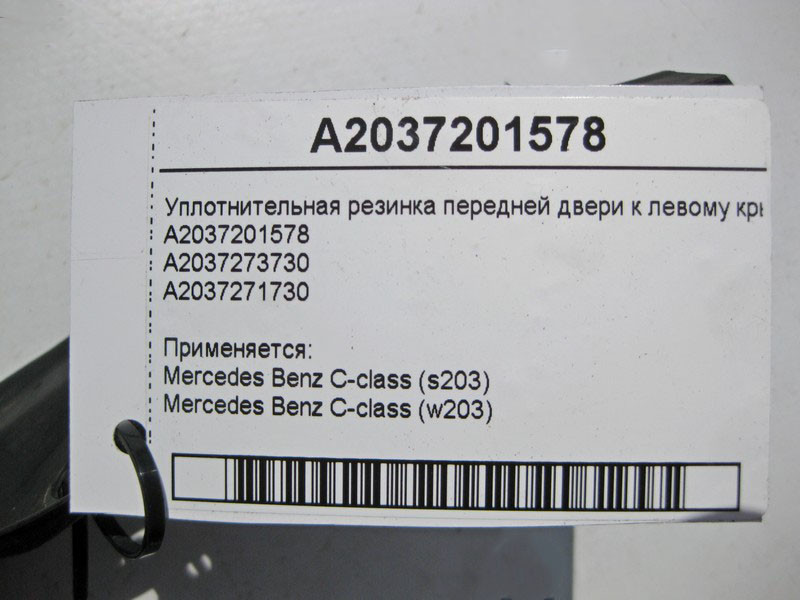 A2037201578
Уплотнительная резинка передней двери к левому
A2037201578
A2037273730
A2037271730
Применяется:
Mercedes Benz C-class (s203)
Mercedes Benz C-class (w203)